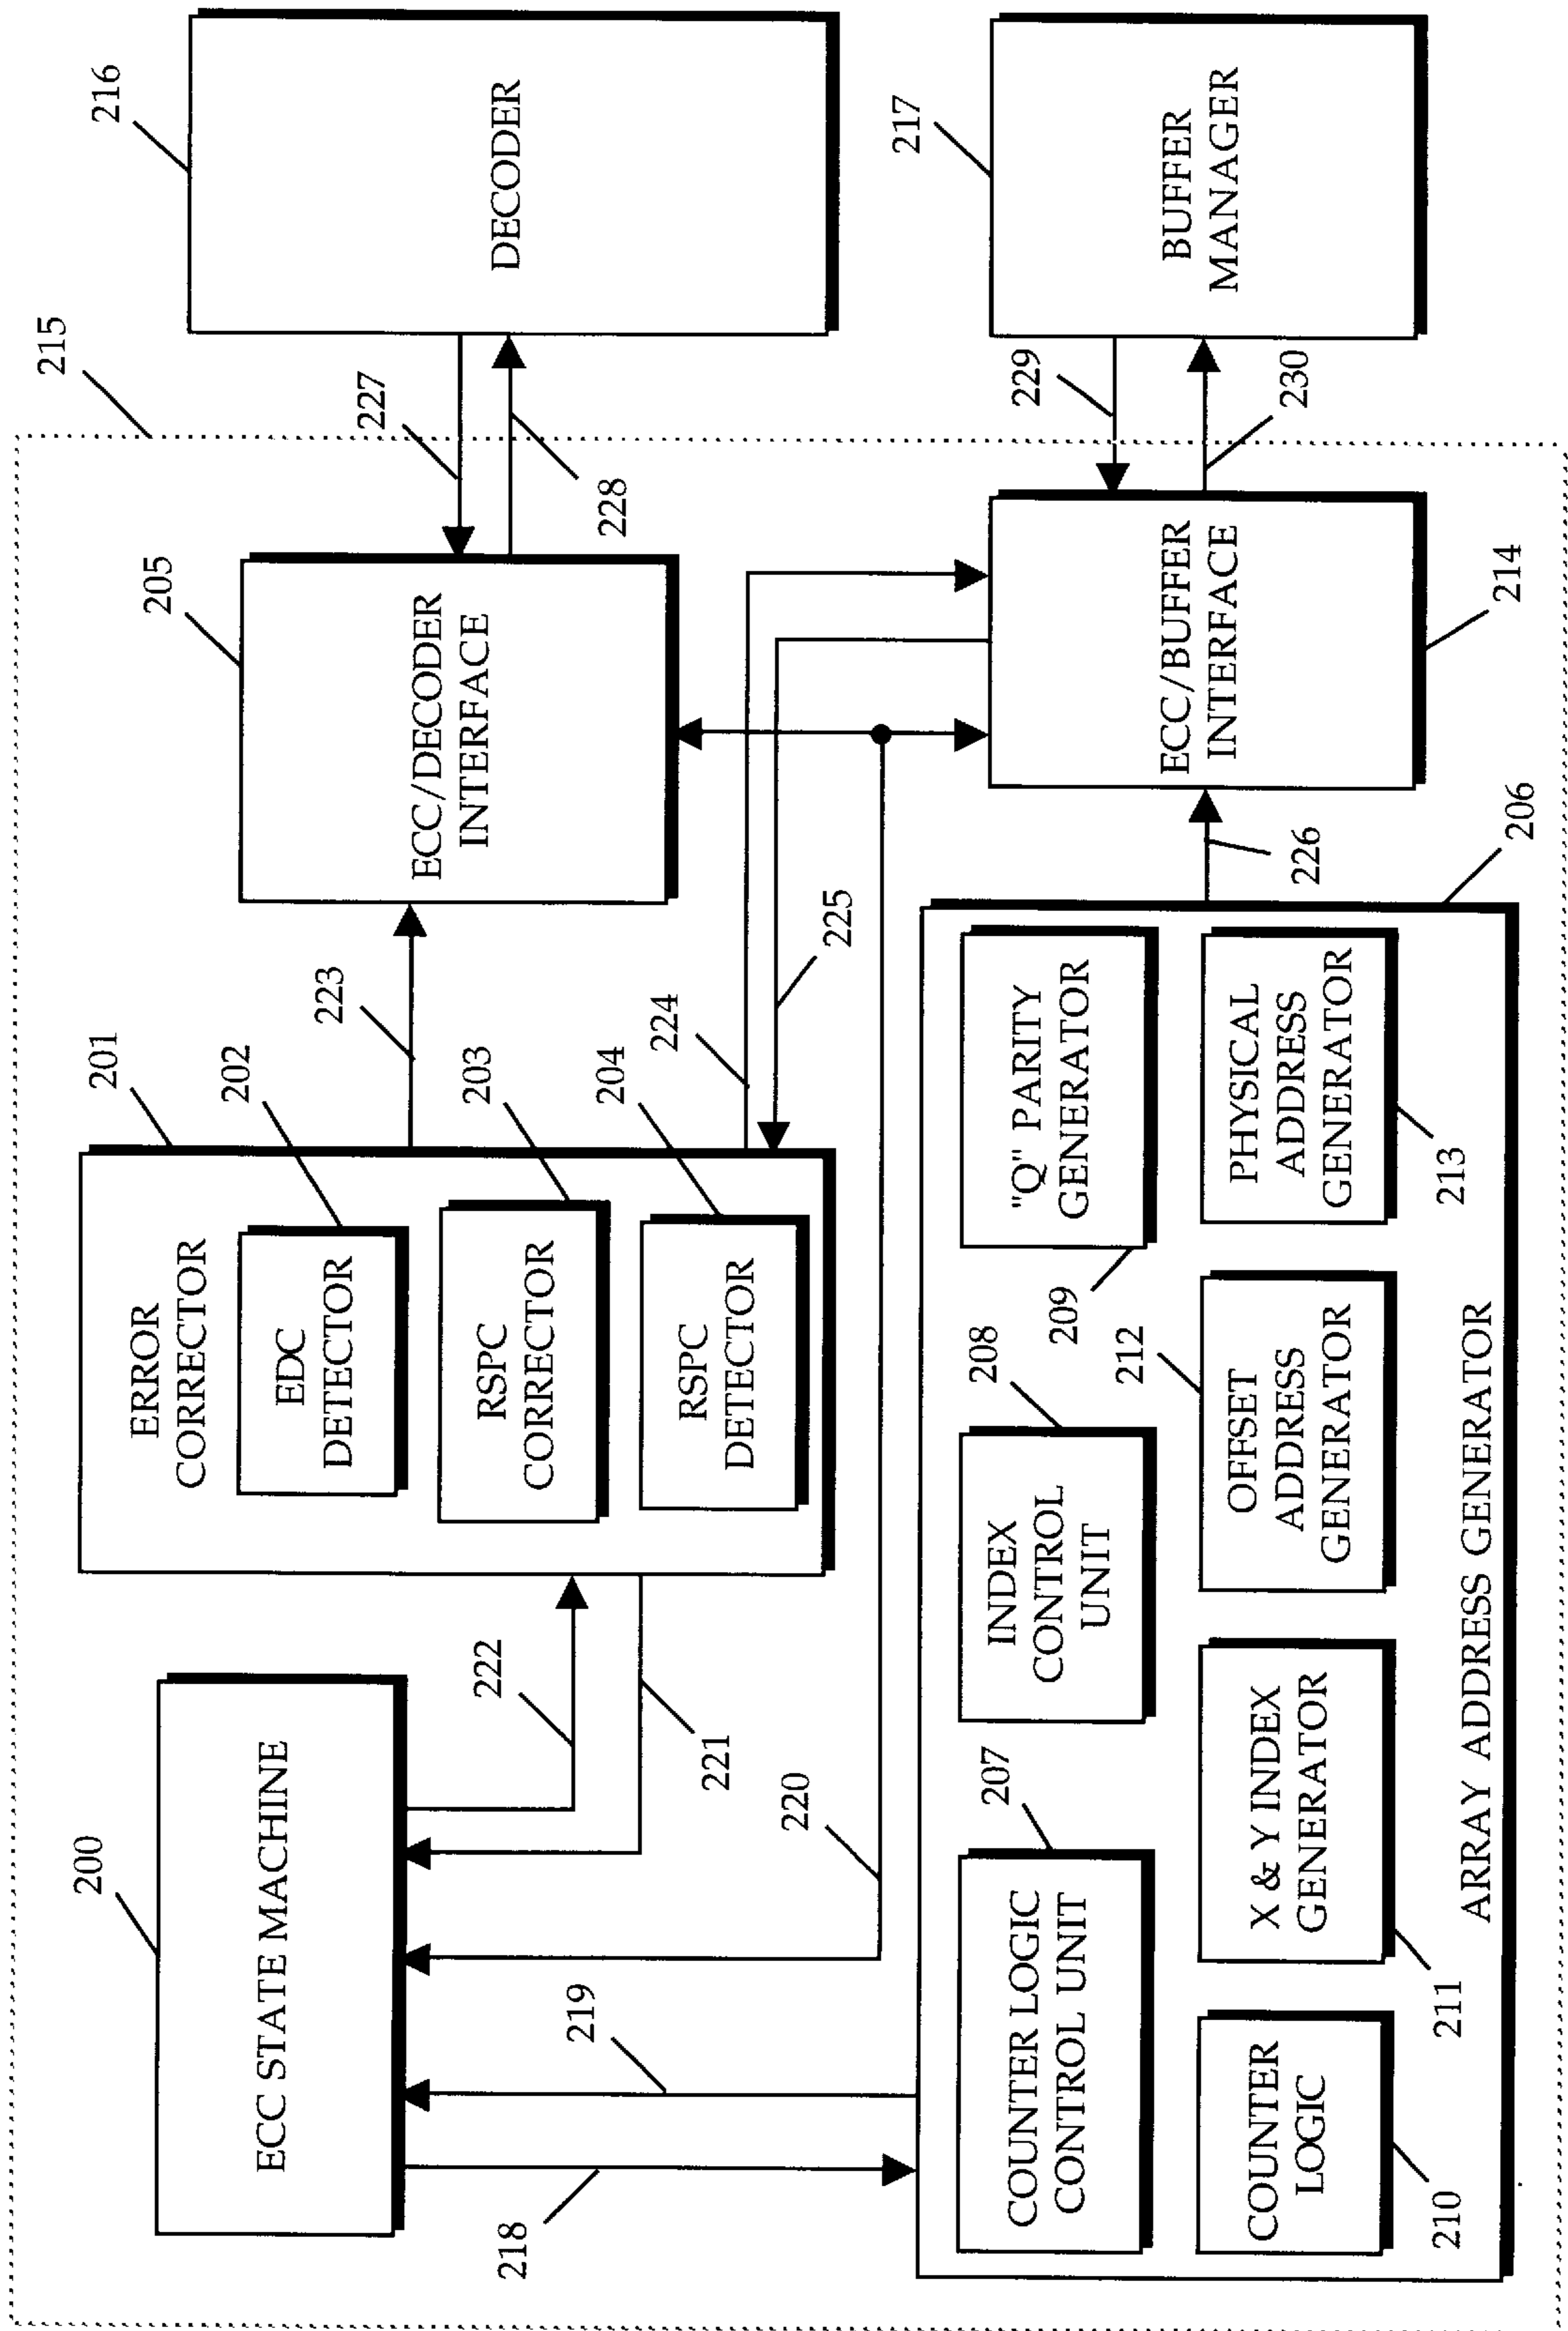 200
ECC STATE MACHINE
201
ERROR
CORRECTOR
202
EDC
DETECTOR
203
RSPC
CORRECTOR
204
RSPC
DETECTOR
205
ECC/DECODER
INTERFACE
215
216
DECODER
217
BUFFER
MANAGER
218
219
220
221
222
223
224
225
226
227
228
229
230
214
ECC/BUFFER
INTERFACE
206
207
COUNTER LOGIC
CONTROL UNIT
208
INDEX
CONTROL
UNIT
209
"Q" PARITY
GENERATOR
210
COUNTER
LOGIC
211
X & Y INDEX
GENERATOR
212
OFFSET
ADDRESS
GENERATOR
213
PHYSICAL
ADDRESS
GENERATOR
ARRAY ADDRESS GENERATOR